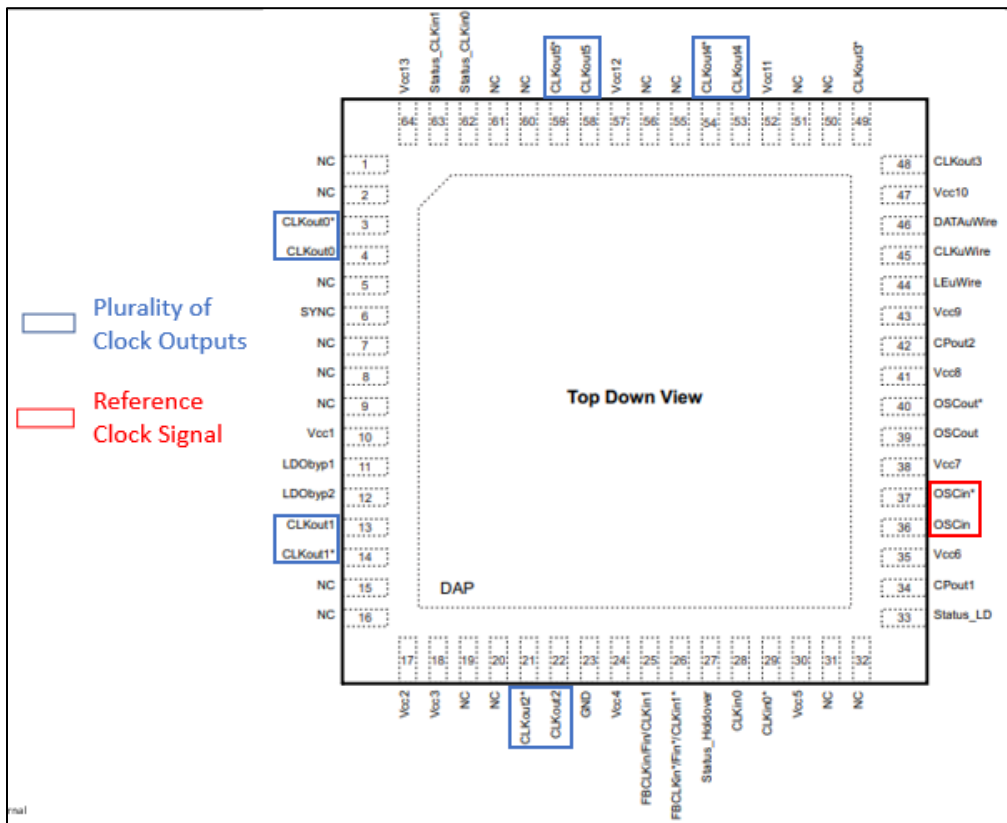 Vcc13
Status_CLKin1
Status_CLKin0
NC
NC
CLKout5*
CLKout5
Vcc12
NC
NC
CLKout4*
CLKout4
Vcc11
NC
NC
CLKout3*
64
63
62
61
60
59
58
57
56
55
54
53
52
51
50
49
NC 1
NC 2
CLKout0* 3
CLKout0 4
NC 5
SYNC 6
NC 7
NC 8
NC 9
Vcc1 10
LDObyp1 11
LDObyp2 12
CLKout1 13
CLKout1* 14
NC 15
NC 16
48 CLKout3
47 Vcc10
46 DATAuWire
45 CLKuWire
44 LEuWire
43 Vcc9
42 CPout2
41 Vcc8
40 OSCout*
39 OSCout
38 Vcc7
37 OSCin*
36 OSCin
35 Vcc6
34 CPout1
33 Status_LD
Plurality of
Clock Outputs
Reference
Clock Signal
Top Down View
DAP
17
18
19
20
21
22
23
24
25
26
27
28
29
30
31
32
Vcc2
Vcc3
NC
NC
CLKout2*
CLKout2
GND
Vcc4
FBCLKin/Fin/CLKin1
FBCLKin*/Fin*/CLKin1*
Status_Holdover
CLKin0
CLKin0*
Vcc5
NC
NC
rnal